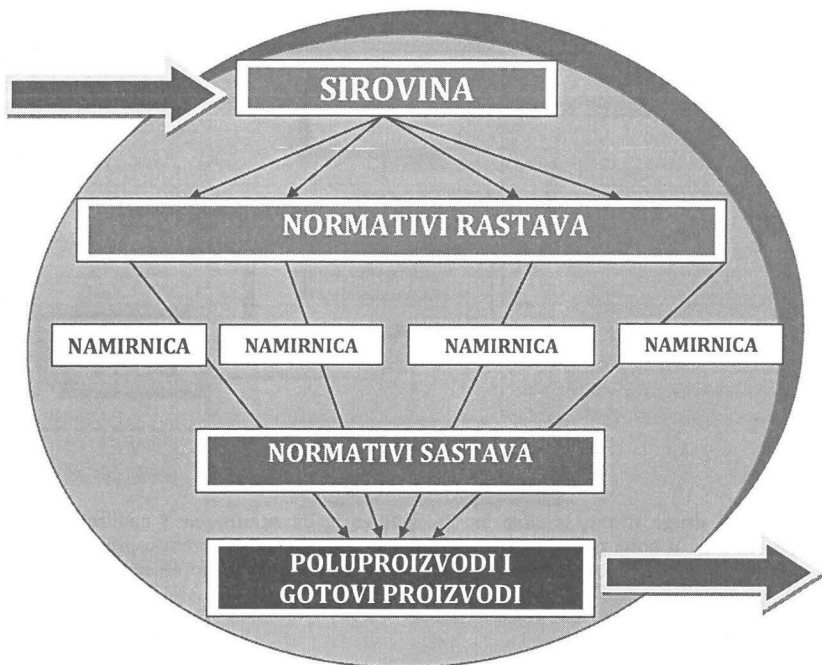 SIROVINA
NORMATIVI RASTAVA
NAMIRNICA
NAMIRNICA
NAMIRNICA
NAMIRNICA
NORMATIVI SASTAVA
POLUPROIZVODI I
GOTOVI PROIZVODI